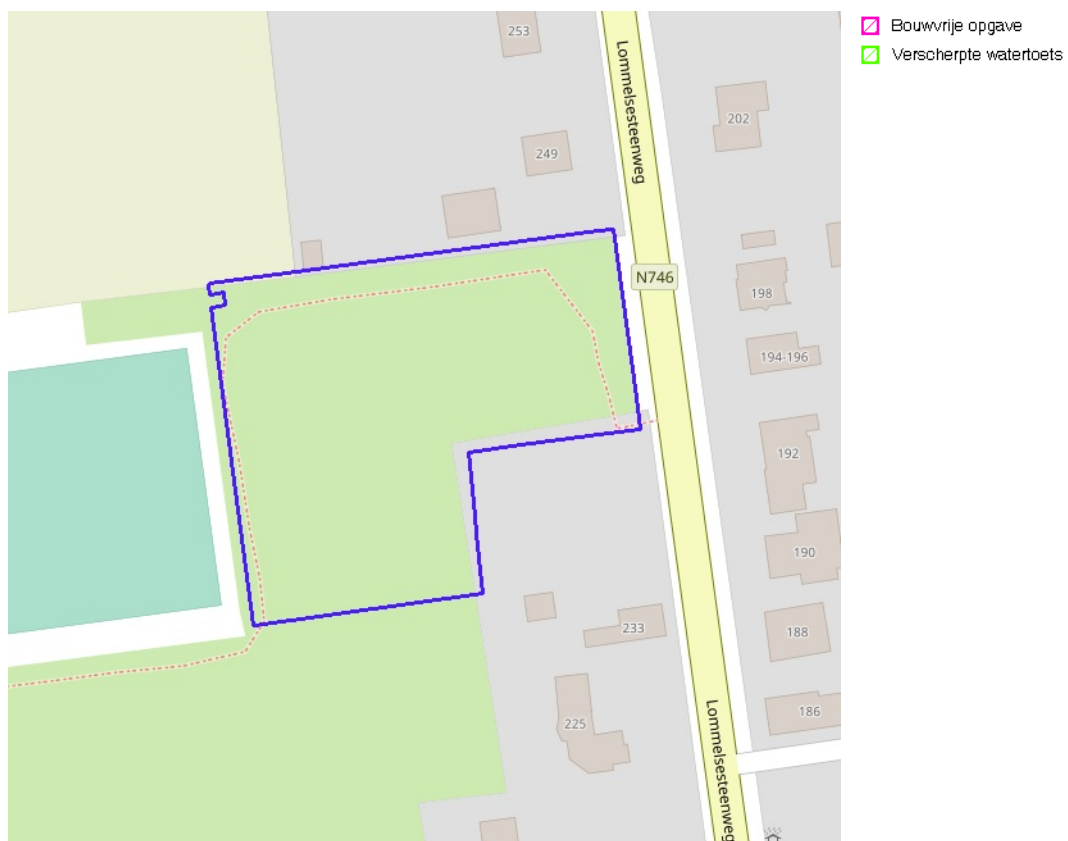 Bouwvrije opgave
Verscherpte watertoets
253
Lommelsesteenweg
202
249
N746
198
194-196
192
190
233
188
186
225
Lommelsesteenweg